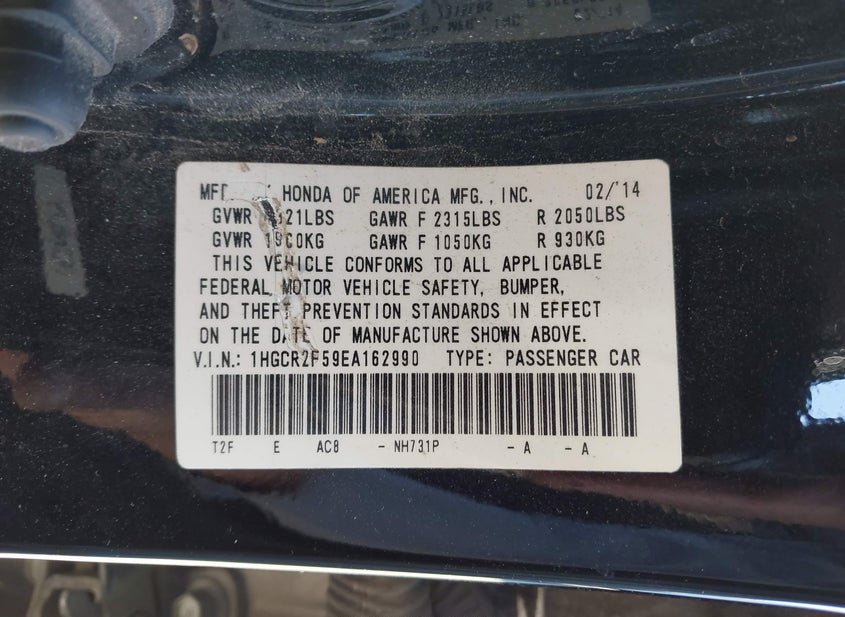 HONDA OF AMERICA MFG., INC. 02/'14
GVWR 21LBS GAWR F 2315LBS R 2050LBS
GVWR GAWR F 1050KG R 930KG
THIS VEHICLE CONFORMS TO ALL APPLICABLE
FEDERAL MOTOR VEHICLE SAFETY, BUMPER,
AND THEFT PREVENTION STANDARDS IN EFFECT
ON THE DATE OF MANUFACTURE SHOWN ABOVE.
V.I.N.: 1HGCR2F59EA162990 TYPE: PASSENGER CAR
T2F E AC8 - NH731P - A - A